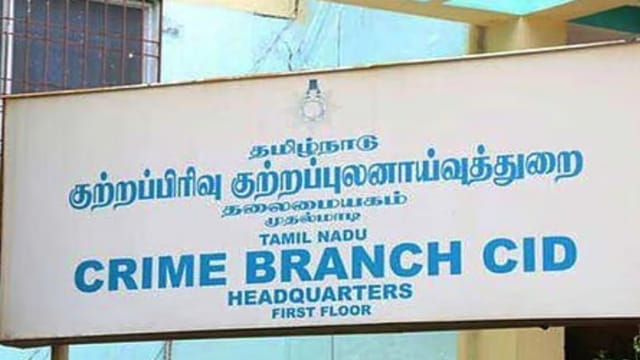 தமிழ்நாடு
குற்றப்பிரிவு குற்றப்புலனாய்வுத்துறை
தலைமையகம்
முதல்மாடி
TAMIL NADU
CRIME BRANCH CID
HEADQUARTERS
FIRST FLOOR